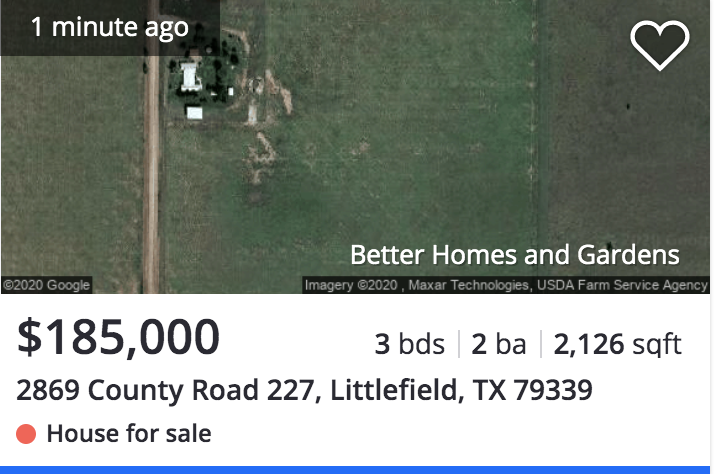 1 minute ago
Better Homes and Gardens
©2020 Google
Imagery ©2020 , Maxar Technologies, USDA Farm Service Agency
$185,000
3 bds | 2 ba | 2,126 sqft
2869 County Road 227, Littlefield, TX 79339
House for sale